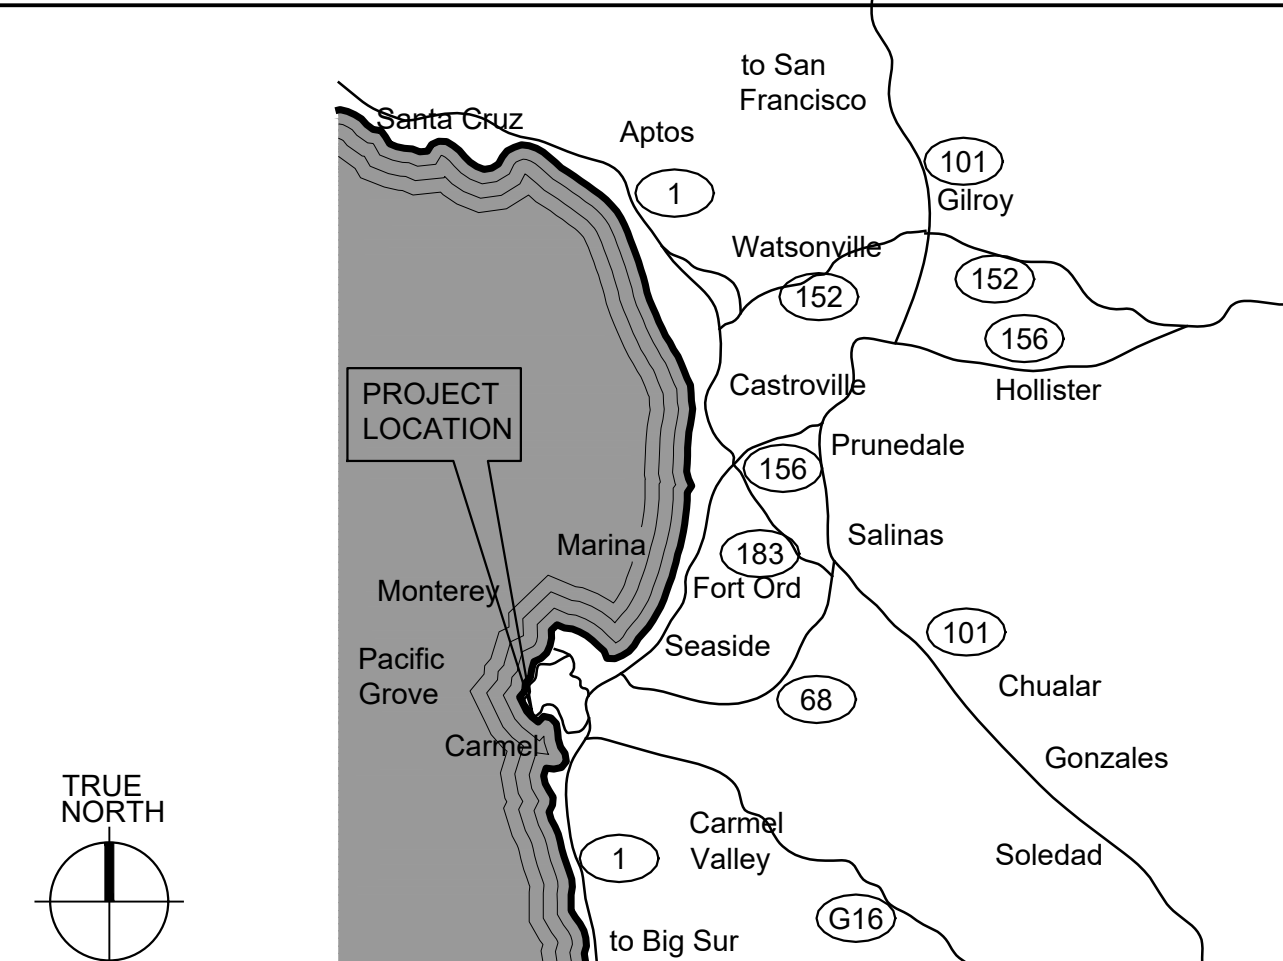 to San
Francisco
Santa Cruz
Aptos
101
1
Gilroy
Watsonville
152
152
156
PROJECT
LOCATION
Castroville
Hollister
Prunedale
156
Salinas
Marina
183
Monterey
Fort Ord
101
Seaside
Pacific
Grove
Chualar
68
Carmel
Gonzales
TRUE
NORTH
Carmel
Valley
1
Soledad
G16
to Big Sur